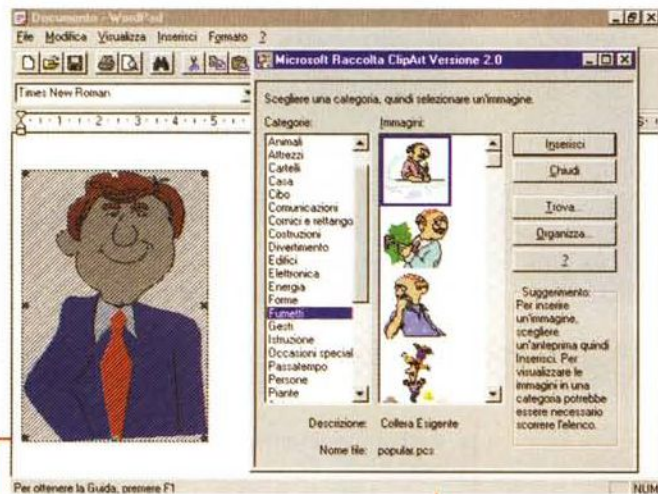 Documento - WordPad
File Modifica Visualizza Inserisci Formato ?
Times New Roman
Microsoft Raccolta ClipArt Versione 2.0
Scegliere una categoria, quindi selezionare un'immagine.
Categorie:
Animali
Attrezzi
Cartelli
Casa
Cibo
Comunicazioni
Cornici e rettango
Costruzioni
Divertimento
Edifici
Elettronica
Energia
Forme
Fumetti
Gesti
Istruzione
Occasioni special
Passatempo
Persone
Piante
Immagini:
Inserisci
Chiudi
Trova...
Organizza...
?
Suggerimento:
Per inserire
un'immagine,
scegliere
un'anteprima quindi
Inserisci. Per
visualizzare le
immagini in una
categoria potrebbe
essere necessario
scorrere l'elenco.
Descrizione: Collera Esigente
Nome file: popular.pcs
Per ottenere la Guida, premere F1
NUM